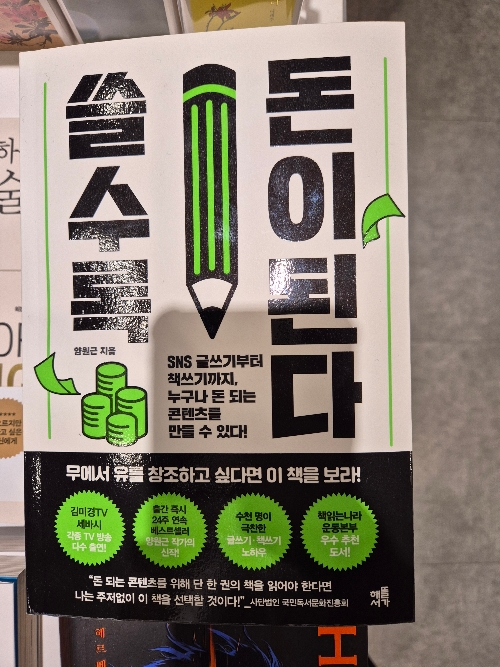 쓸수록
돈이된다
양원근 지음
SNS 글쓰기부터
책쓰기까지,
누구나 돈 되는
콘텐츠를
만들 수 있다!
무에서 유를 창조하고 싶다면 이 책을 보라!
김미경TV
세바시
각종 TV 방송
다수 출연!
출간 즉시
24주 연속
베스트셀러
양원근 작가의
신작!
수천 명이
극찬한
글쓰기·책쓰기
노하우
책읽는나라
운동본부
우수 추천
도서!
"돈 되는 콘텐츠를 위해 단 한 권의 책을 읽어야 한다면
나는 주저없이 이 책을 선택할 것이다!"_사단법인 국민독서문화진흥회
해뜰
서가